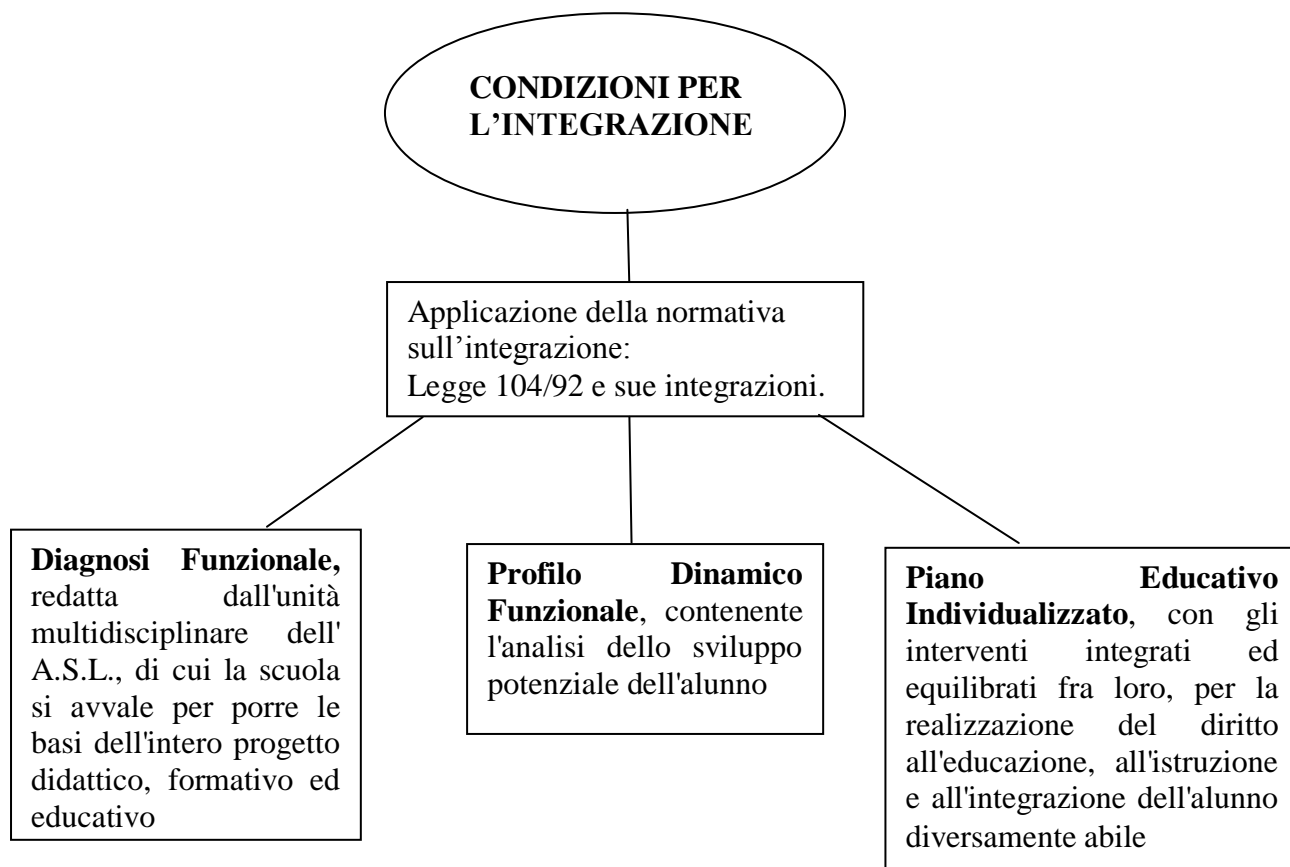 CONDIZIONI PER
L’INTEGRAZIONE
Applicazione della normativa
sull’integrazione:
Legge 104/92 e sue integrazioni.
Diagnosi Funzionale,
redatta dall'unità
multidisciplinare dell'
A.S.L., di cui la scuola
si avvale per porre le
basi dell'intero progetto
didattico, formativo ed
educativo
Profilo Dinamico
Funzionale, contenente
l'analisi dello sviluppo
potenziale dell'alunno
Piano Educativo
Individualizzato, con gli
interventi integrati ed
equilibrati fra loro, per la
realizzazione del diritto
all'educazione, all'istruzione
e all'integrazione dell'alunno
diversamente abile